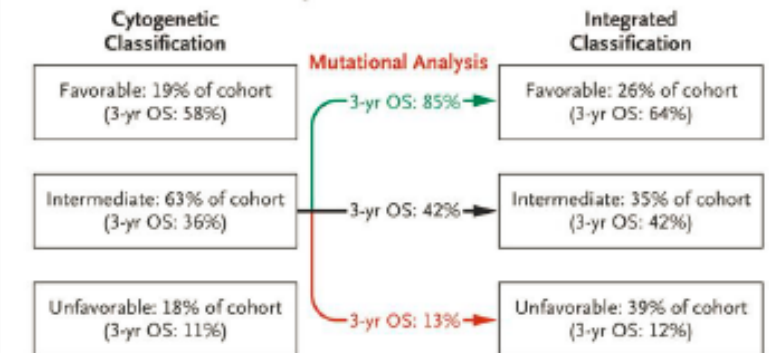 Cytogenetic
Classification
Integrated
Classification
Mutational Analysis
Favorable: 19% of cohort
(3-yr OS: 58%)
3-yr OS: 85%
Favorable: 26% of cohort
(3-yr OS: 64%)
Intermediate: 63% of cohort
(3-yr OS: 36%)
3-yr OS: 42%
Intermediate: 35% of cohort
(3-yr OS: 42%)
Unfavorable: 18% of cohort
(3-yr OS: 11%)
3-yr OS: 13%
Unfavorable: 39% of cohort
(3-yr OS: 12%)